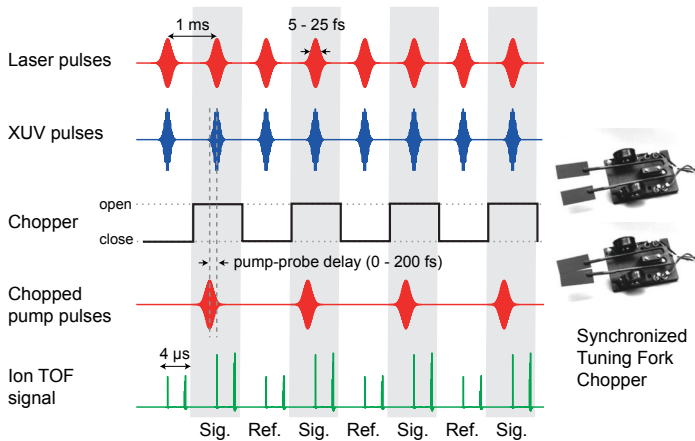 1 ms
5 - 25 fs
Laser pulses
XUV pulses
open
Chopper
close
pump-probe delay (0 - 200 fs)
Chopped
pump pulses
4 µs
Ion TOF
signal
Sig. Ref. Sig. Ref. Sig. Ref. Sig.
Synchronized
Tuning Fork
Chopper